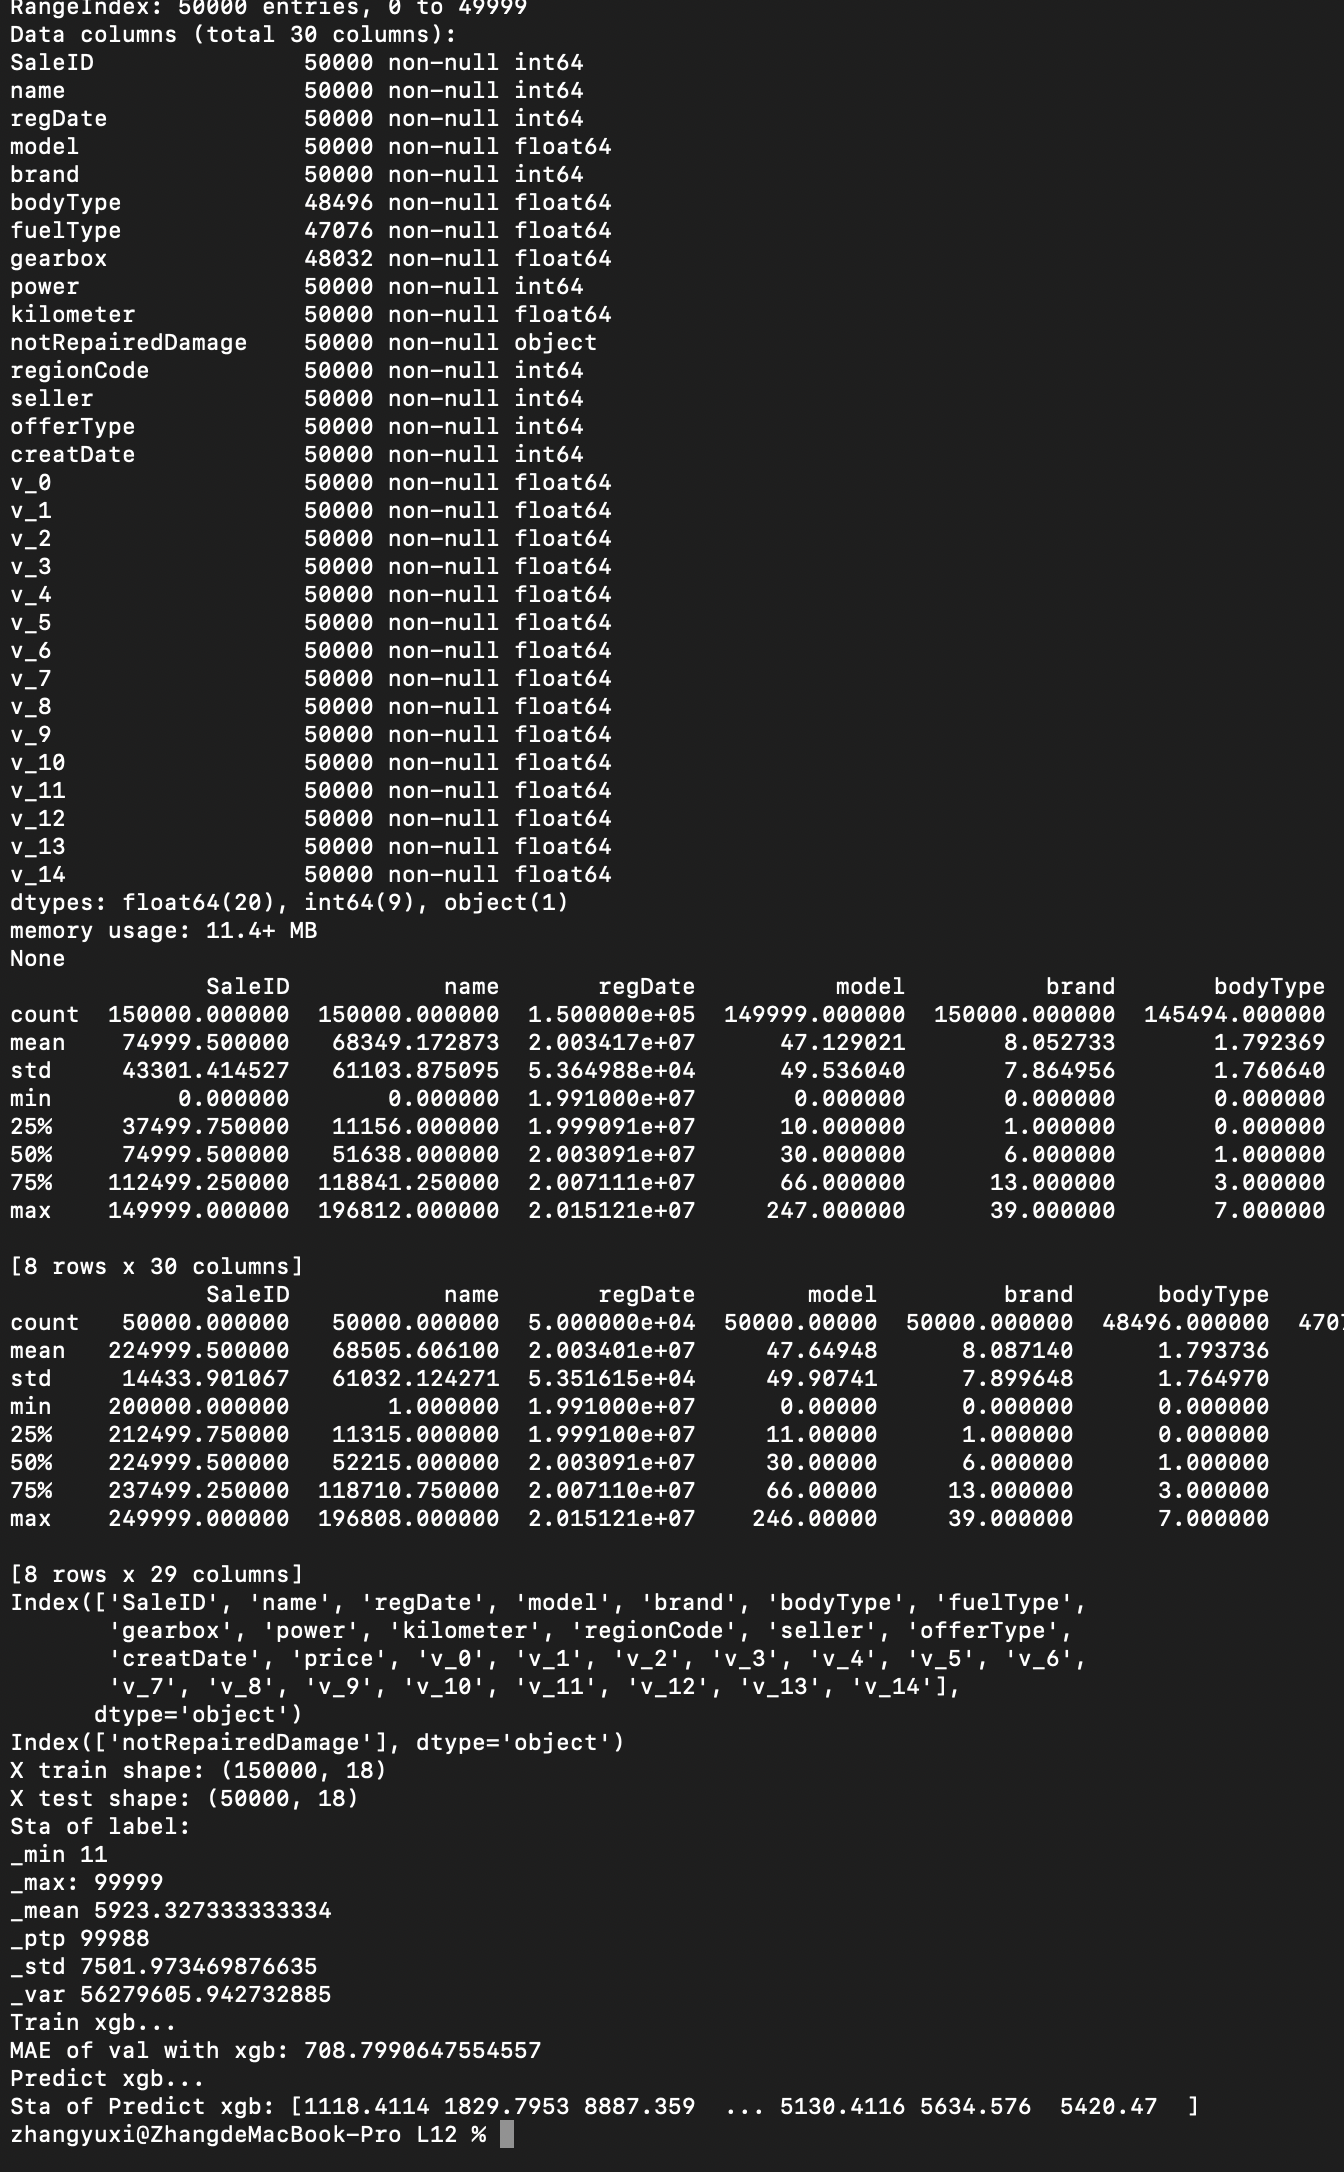 RangeIndex: 50000 entries, 0 to 49999
Data columns (total 30 columns):
SaleID               50000 non-null int64
name                 50000 non-null int64
regDate              50000 non-null int64
model                50000 non-null float64
brand                50000 non-null int64
bodyType             48496 non-null float64
fuelType             47076 non-null float64
gearbox              48032 non-null float64
power                50000 non-null int64
kilometer            50000 non-null float64
notRepairedDamage    50000 non-null object
regionCode           50000 non-null int64
seller               50000 non-null int64
offerType            50000 non-null int64
creatDate            50000 non-null int64
v_0                  50000 non-null float64
v_1                  50000 non-null float64
v_2                  50000 non-null float64
v_3                  50000 non-null float64
v_4                  50000 non-null float64
v_5                  50000 non-null float64
v_6                  50000 non-null float64
v_7                  50000 non-null float64
v_8                  50000 non-null float64
v_9                  50000 non-null float64
v_10                 50000 non-null float64
v_11                 50000 non-null float64
v_12                 50000 non-null float64
v_13                 50000 non-null float64
v_14                 50000 non-null float64
dtypes: float64(20), int64(9), object(1)
memory usage: 11.4+ MB
None
              SaleID           name       regDate          model          brand       bodyType
count  150000.000000  150000.000000  1.500000e+05  149999.000000  150000.000000  145494.000000
mean    74999.500000   68349.172873  2.003417e+07      47.129021       8.052733       1.792369
std     43301.414527   61103.875095  5.364988e+04      49.536040       7.864956       1.760640
min         0.000000       0.000000  1.991000e+07       0.000000       0.000000       0.000000
25%     37499.750000   11156.000000  1.999091e+07      10.000000       1.000000       0.000000
50%     74999.500000   51638.000000  2.003091e+07      30.000000       6.000000       1.000000
75%    112499.250000  118841.250000  2.007111e+07      66.000000      13.000000       3.000000
max    149999.000000  196812.000000  2.015121e+07     247.000000      39.000000       7.000000
[8 rows x 30 columns]
              SaleID           name       regDate        model         brand      bodyType
count   50000.000000   50000.000000  5.000000e+04  50000.00000  50000.000000  48496.000000  470
mean   224999.500000   68505.606100  2.003401e+07     47.64948      8.087140      1.793736
std     14433.901067   61032.124271  5.351615e+04     49.90741      7.899648      1.764970
min    200000.000000       1.000000  1.991000e+07      0.00000      0.000000      0.000000
25%    212499.750000   11315.000000  1.999100e+07     11.00000      1.000000      0.000000
50%    224999.500000   52215.000000  2.003091e+07     30.00000      6.000000      1.000000
75%    237499.250000  118710.750000  2.007110e+07     66.00000     13.000000      3.000000
max    249999.000000  196808.000000  2.015121e+07    246.00000     39.000000      7.000000
[8 rows x 29 columns]
Index(['SaleID', 'name', 'regDate', 'model', 'brand', 'bodyType', 'fuelType',
       'gearbox', 'power', 'kilometer', 'regionCode', 'seller', 'offerType',
       'creatDate', 'price', 'v_0', 'v_1', 'v_2', 'v_3', 'v_4', 'v_5', 'v_6',
       'v_7', 'v_8', 'v_9', 'v_10', 'v_11', 'v_12', 'v_13', 'v_14'],
      dtype='object')
Index(['notRepairedDamage'], dtype='object')
X train shape: (150000, 18)
X test shape: (50000, 18)
Sta of label:
_min 11
_max: 99999
_mean 5923.327333333334
_ptp 99988
_std 7501.973469876635
_var 56279605.942732885
Train xgb...
MAE of val with xgb: 708.7990647554557
Predict xgb...
Sta of Predict xgb: [1118.4114 1829.7953 8887.359  ... 5130.4116 5634.576  5420.47  ]
zhangyuxi@ZhangdeMacBook-Pro L12 %